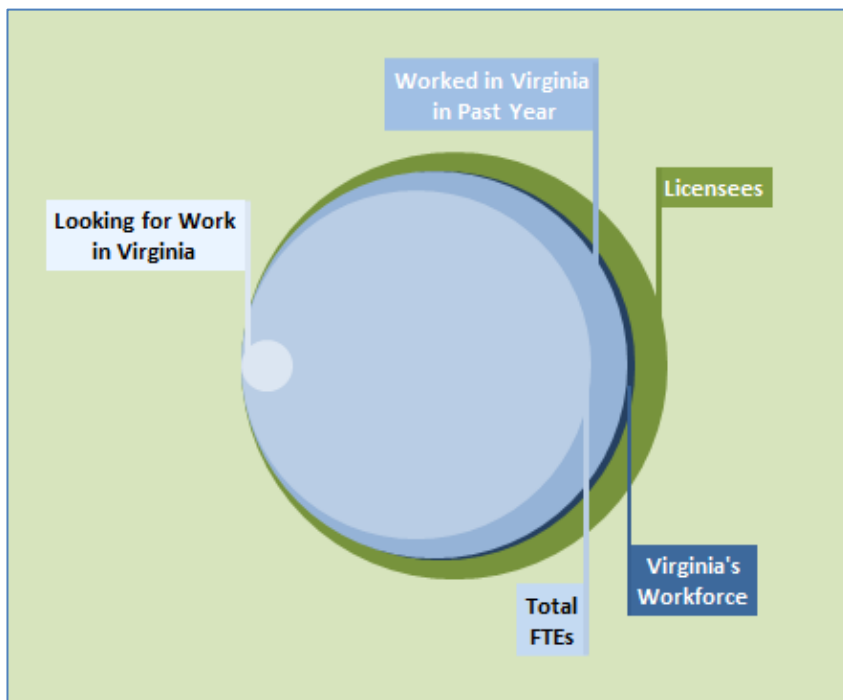 Worked in Virginia
in Past Year
Licensees
Looking for Work
in Virginia
Virginia's
Workforce
Total
FTEs